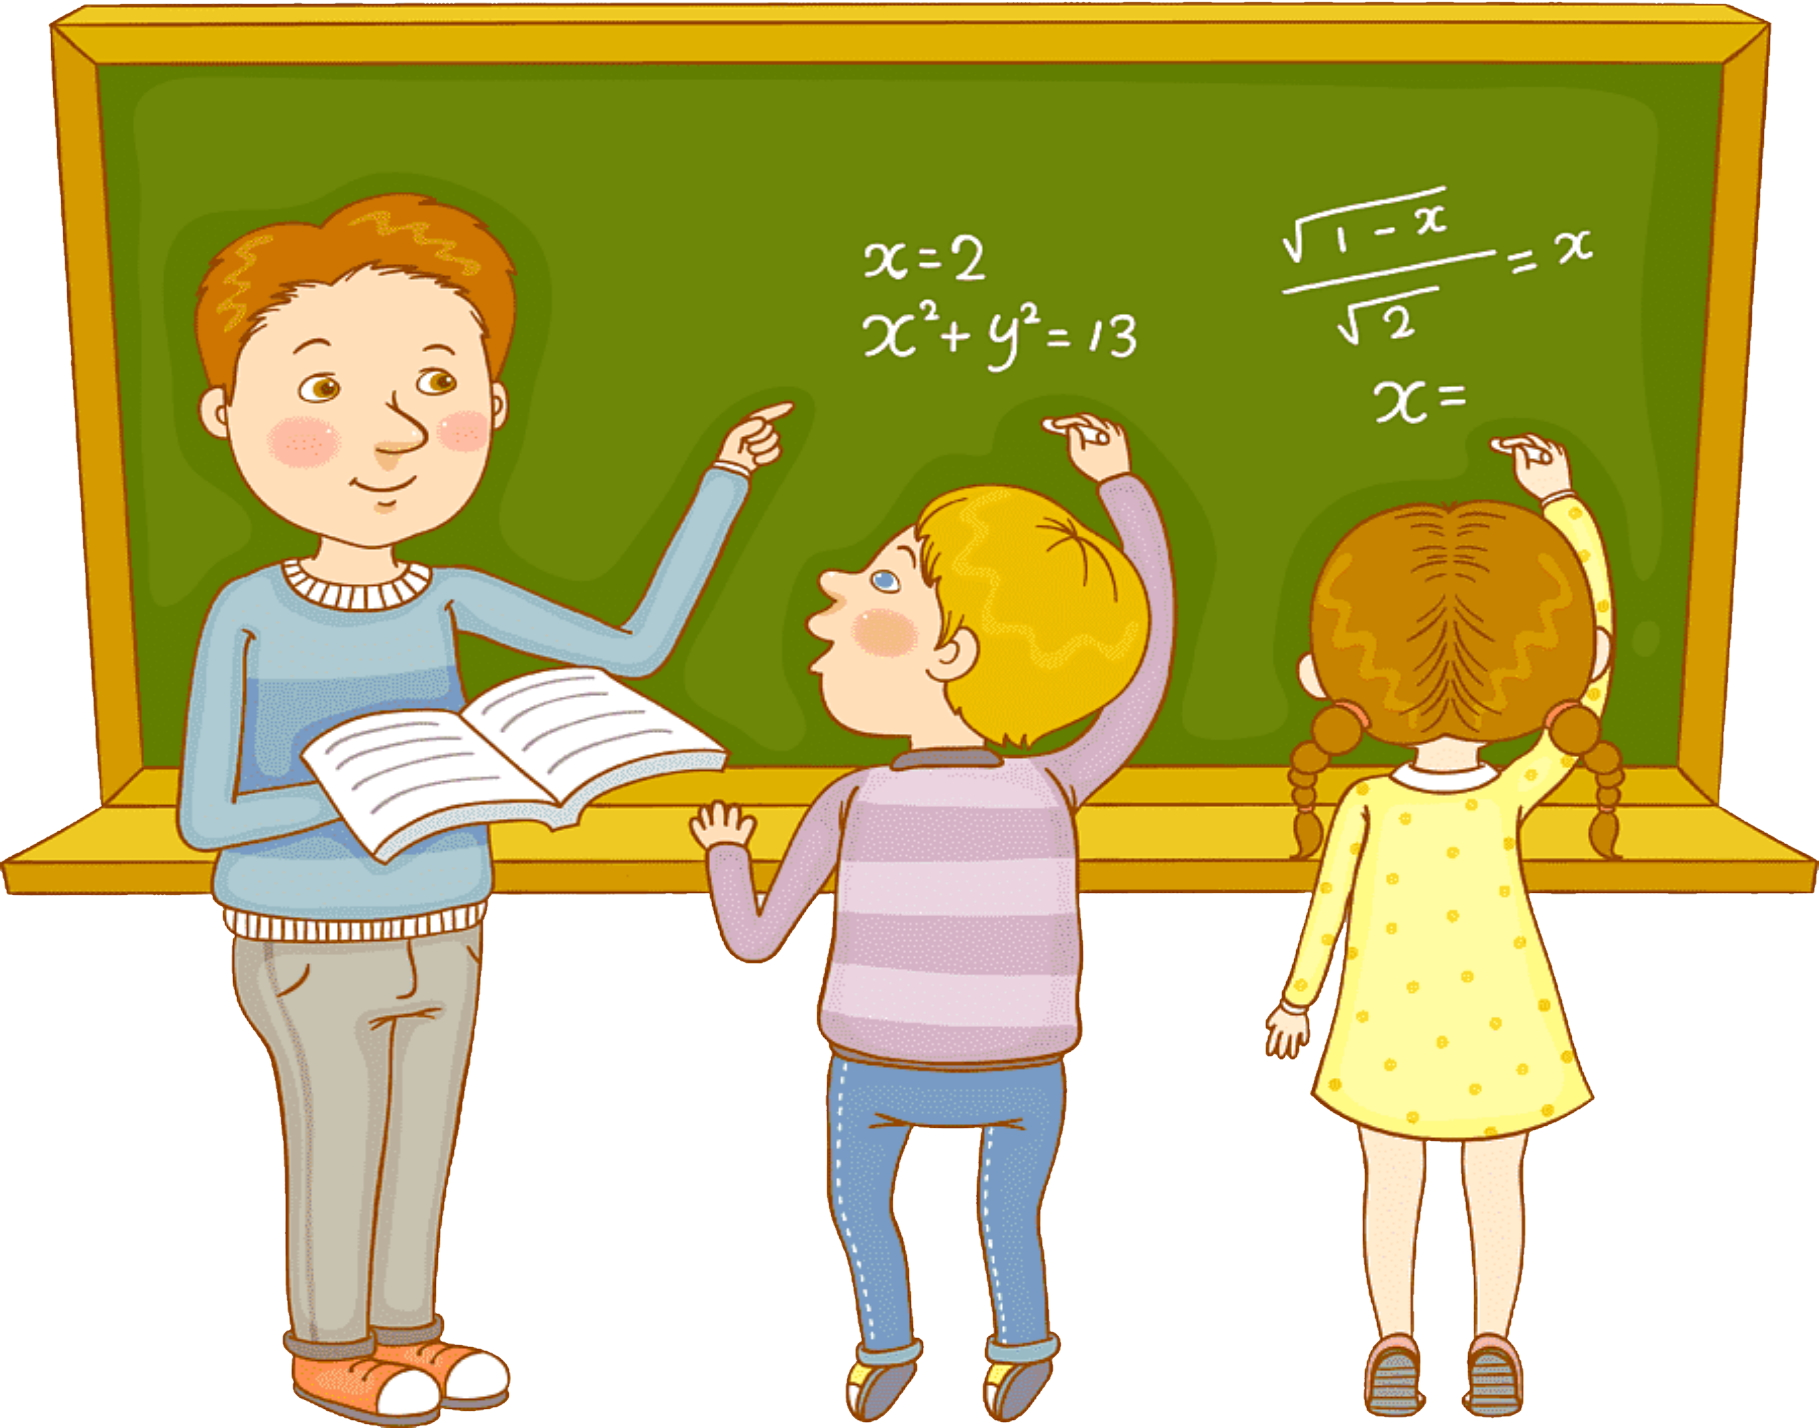 x = 2
x² + y² = 13
√(1 - x) / √2 = x
x =